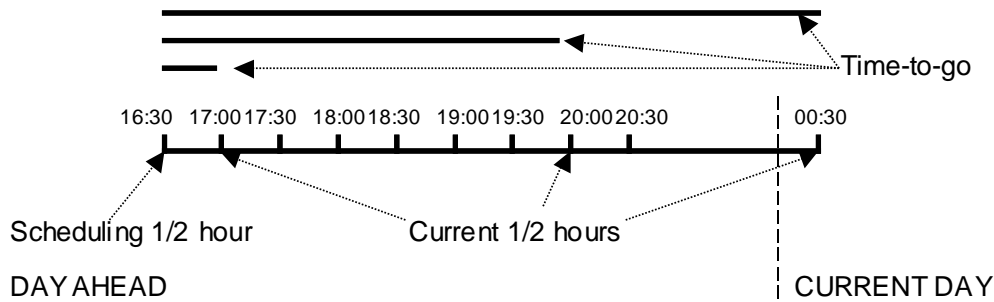 Time-to-go
16:30 17:00 17:30 18:00 18:30 19:00 19:30 20:00 20:30 00:30
Scheduling 1/2 hour Current 1/2 hours
DAY AHEAD CURRENT DAY